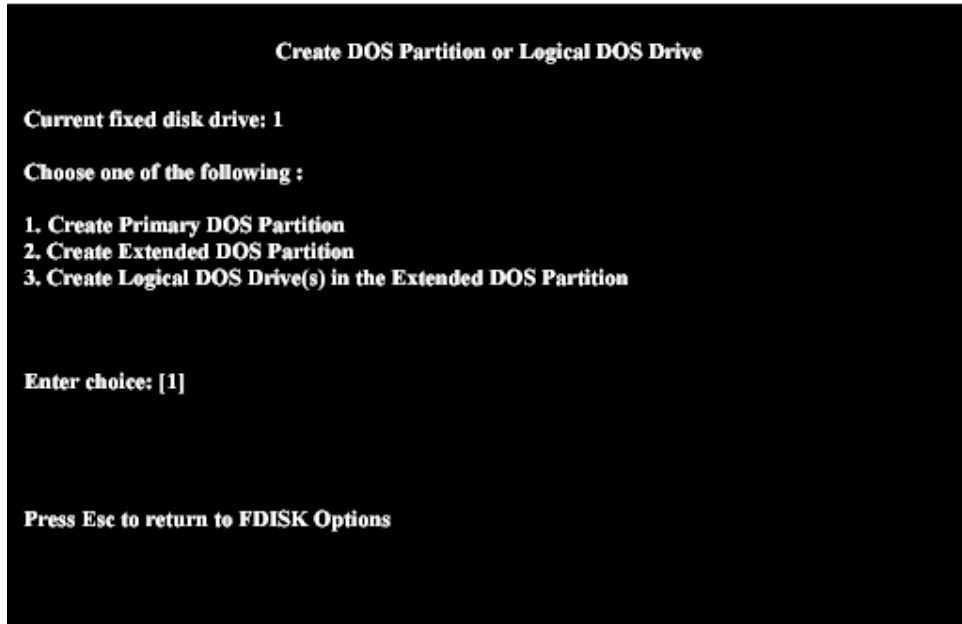 Create DOS Partition or Logical DOS Drive
Current fixed disk drive: 1
Choose one of the following :
1. Create Primary DOS Partition
2. Create Extended DOS Partition
3. Create Logical DOS Drive(s) in the Extended DOS Partition
Enter choice: [1]
Press Esc to return to FDISK Options